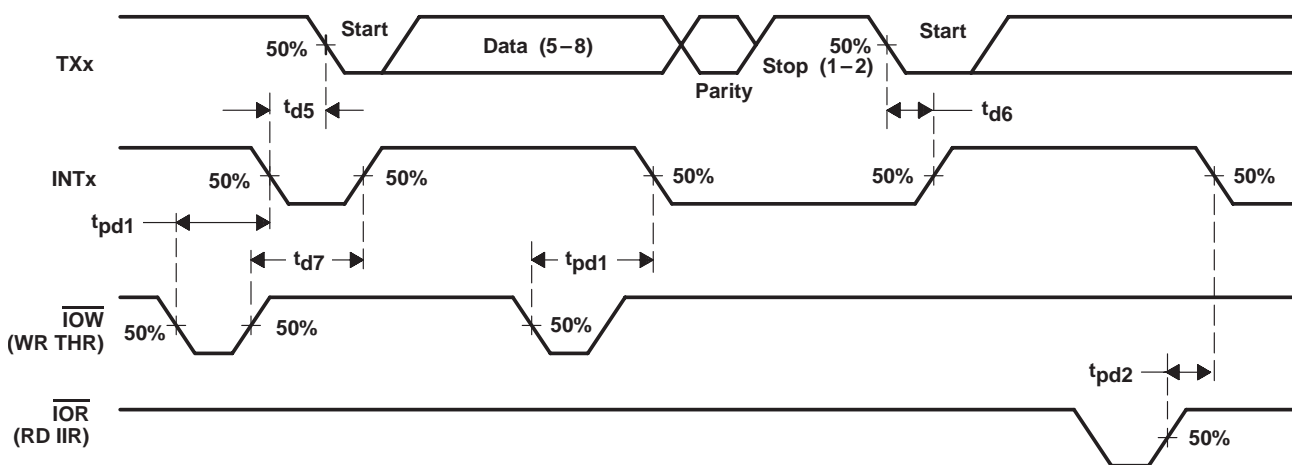 Start
Start
50%
Data (5–8)
50%
TXx
Stop (1–2)
Parity
td5
td6
INTx
50%
50%
50%
50%
50%
tpd1
td7
tpd1
IOW
(WR THR)
50%
50%
50%
tpd2
IOR
(RD IIR)
50%